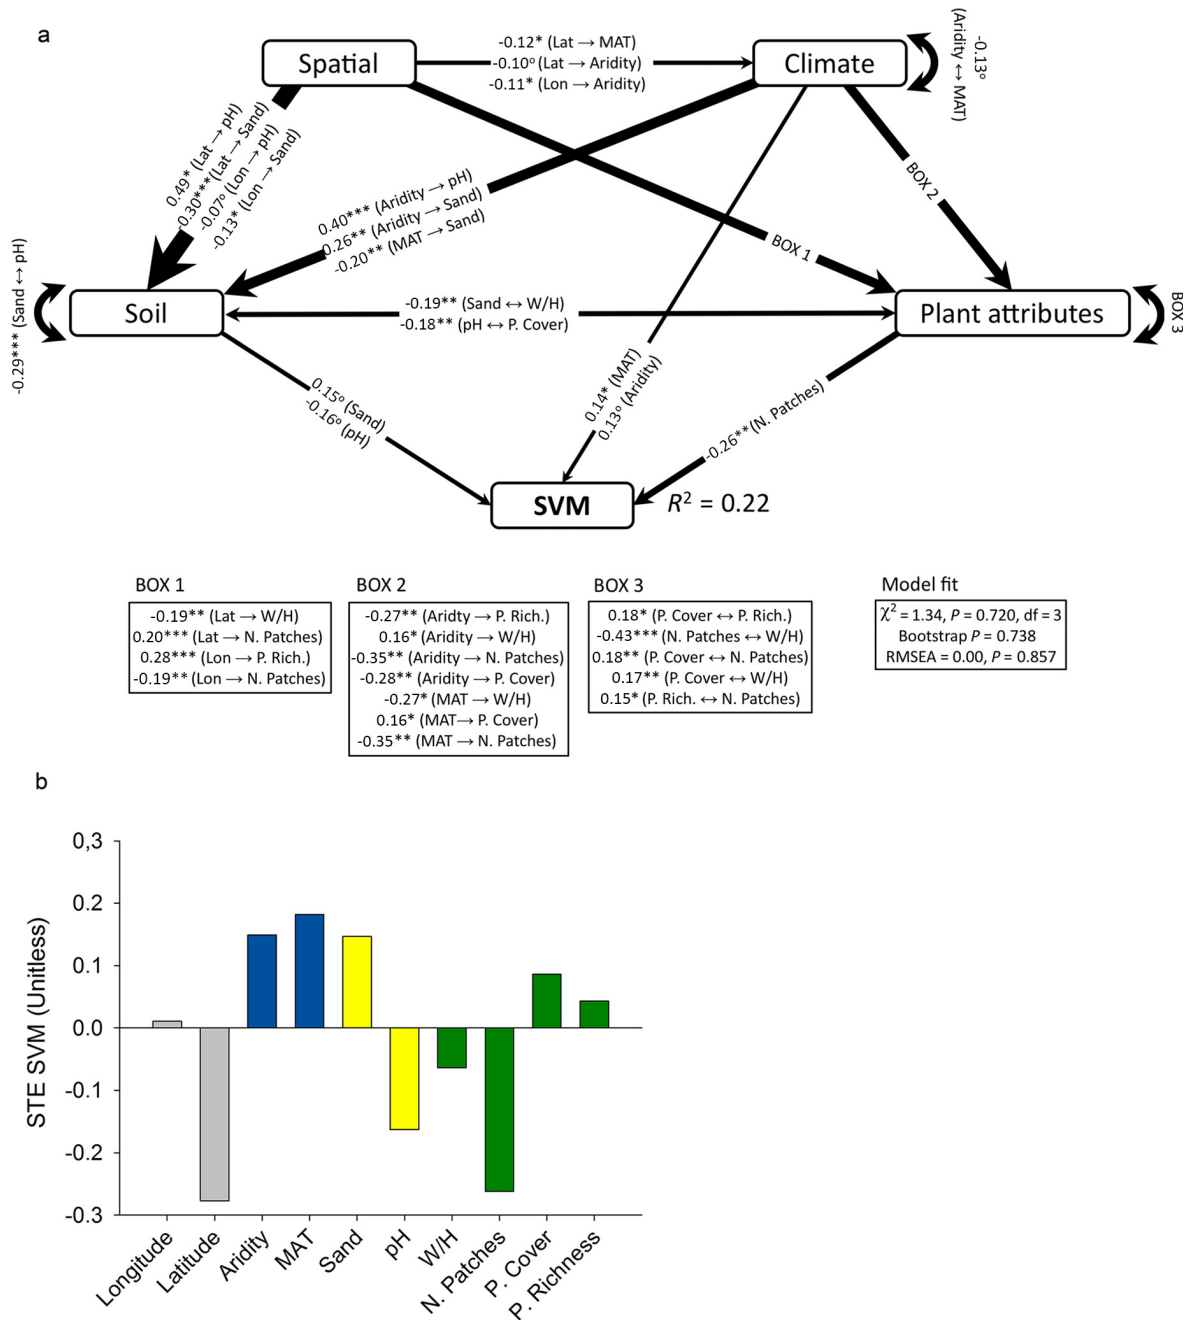 a
Spatial
-0.12* (Lat → MAT)
-0.10º (Lat → Aridity)
-0.11* (Lon → Aridity)
Climate
-0.13º
(Aridity ↔ MAT)
0.49* (Lat → pH)
-0.30***(Lat → Sand)
-0.07º (Lon → pH)
-0.13* (Lon → Sand)
0.40*** (Aridity → pH)
0.26** (Aridity → Sand)
-0.20** (MAT → Sand)
BOX 1
BOX 2
-0.29*** (Sand ↔ pH)
Soil
-0.19** (Sand ↔ W/H)
-0.18** (pH ↔ P. Cover)
Plant attributes
BOX 3
0.15º (Sand)
-0.16º (pH)
0.14* (MAT)
0.13º (Aridity)
-0.26** (N. Patches)
SVM
R² = 0.22
BOX 1
-0.19** (Lat → W/H)
0.20*** (Lat → N. Patches)
0.28*** (Lon → P. Rich.)
-0.19** (Lon → N. Patches)
BOX 2
-0.27** (Aridty → P. Rich.)
0.16* (Aridity → W/H)
-0.35** (Aridity → N. Patches)
-0.28** (Aridity → P. Cover)
-0.27* (MAT → W/H)
0.16* (MAT→ P. Cover)
-0.35** (MAT → N. Patches)
BOX 3
0.18* (P. Cover ↔ P. Rich.)
-0.43*** (N. Patches ↔ W/H)
0.18** (P. Cover ↔ N. Patches)
0.17** (P. Cover ↔ W/H)
0.15* (P. Rich. ↔ N. Patches)
Model fit
χ² = 1.34, P = 0.720, df = 3
Bootstrap P = 0.738
RMSEA = 0.00, P = 0.857
b
STE SVM (Unitless)
0,3
0.2
0.1
0.0
-0.1
-0.2
-0.3
Longitude
Latitude
Aridity
MAT
Sand
pH
W/H
N. Patches
P. Cover
P. Richness